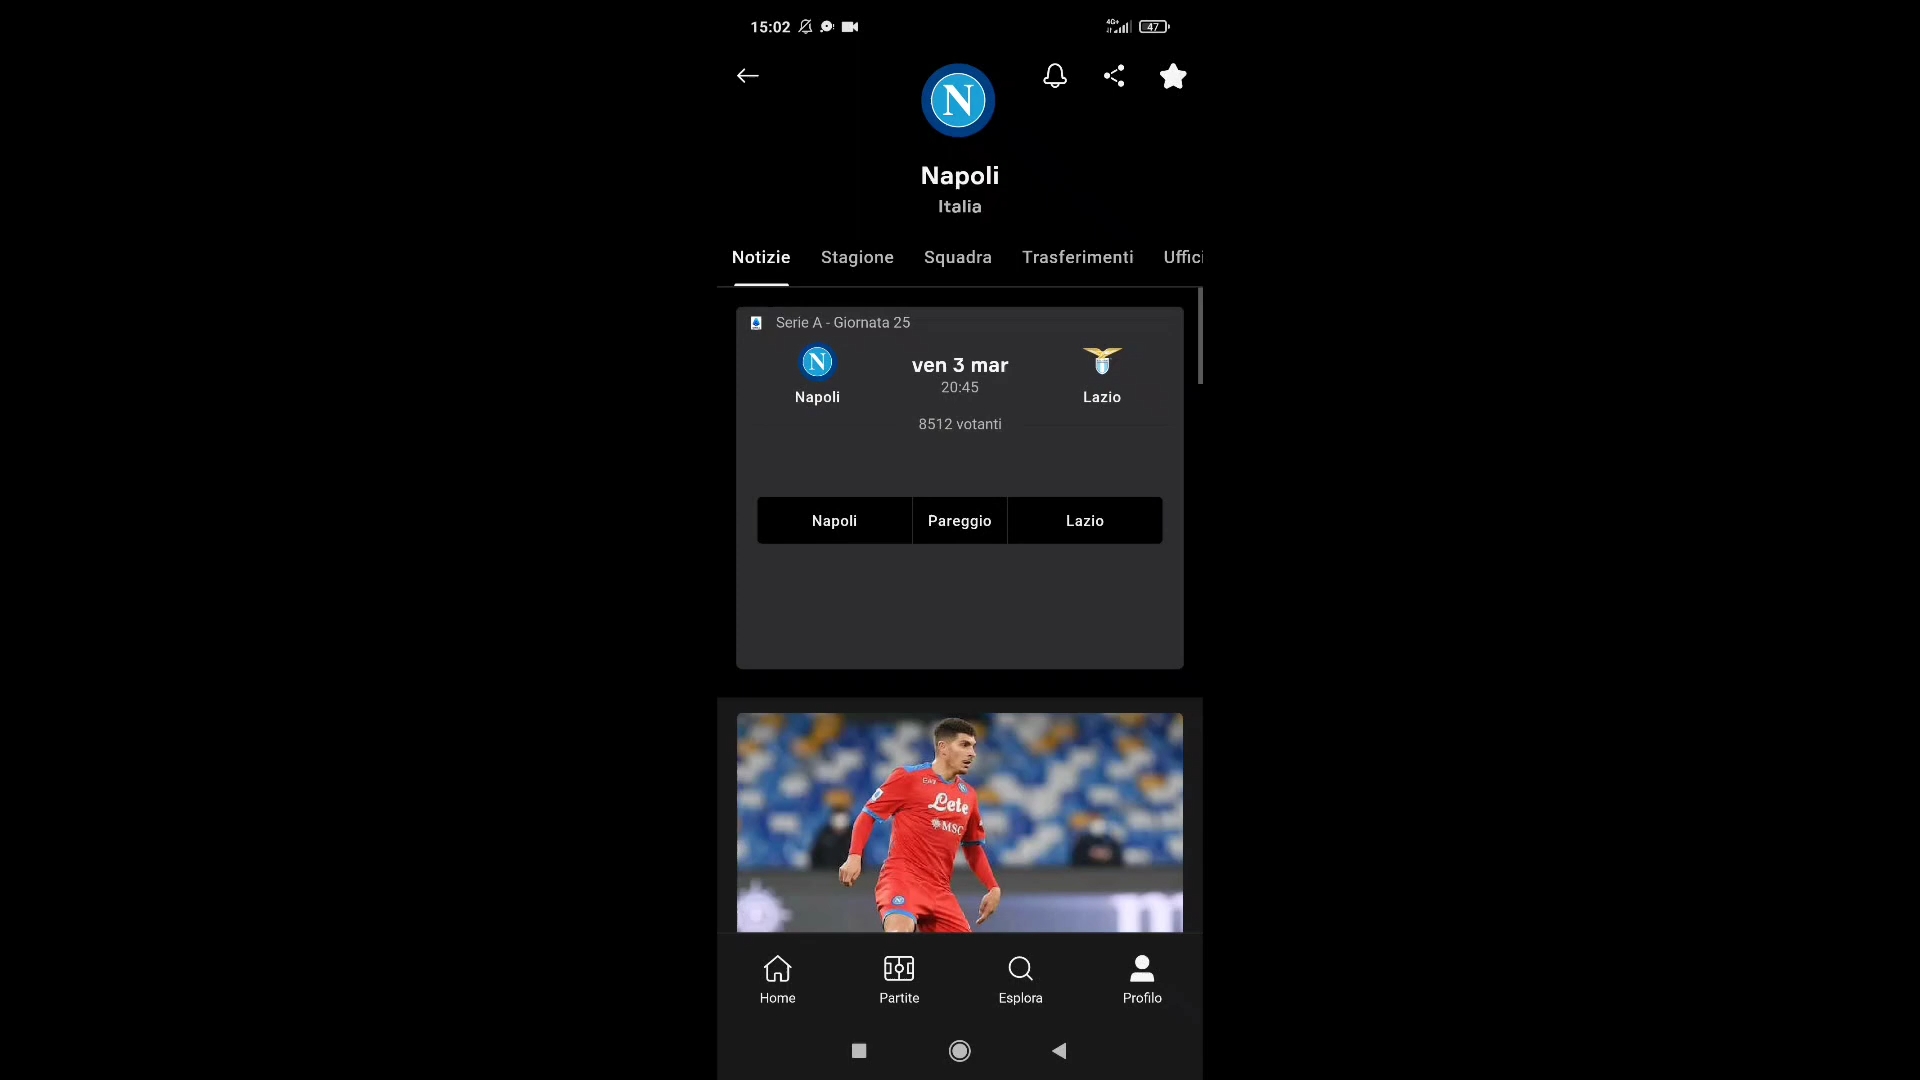 15:02
4G+
47
N
Napoli
Italia
Notizie
Stagione
Squadra
Trasferimenti
Uffici
Serie A - Giornata 25
N
ven 3 mar
20:45
Napoli
Lazio
8512 votanti
Napoli
Pareggio
Lazio
Lete
MSC
Home
Partite
Esplora
Profilo